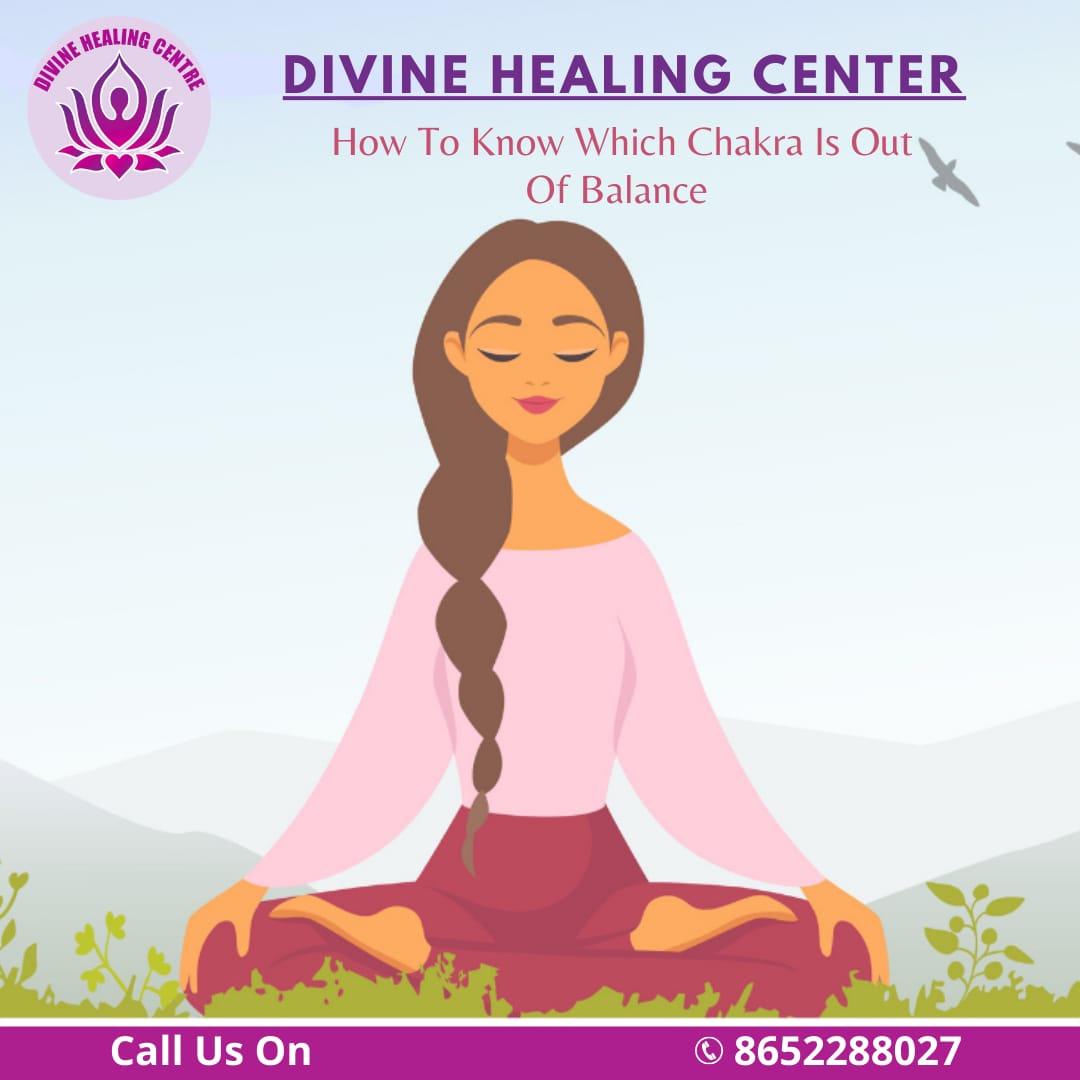 DIVINE HEALING CENTRE
DIVINE HEALING CENTER
How To Know Which Chakra Is Out
Of Balance
Call Us On
8652288027